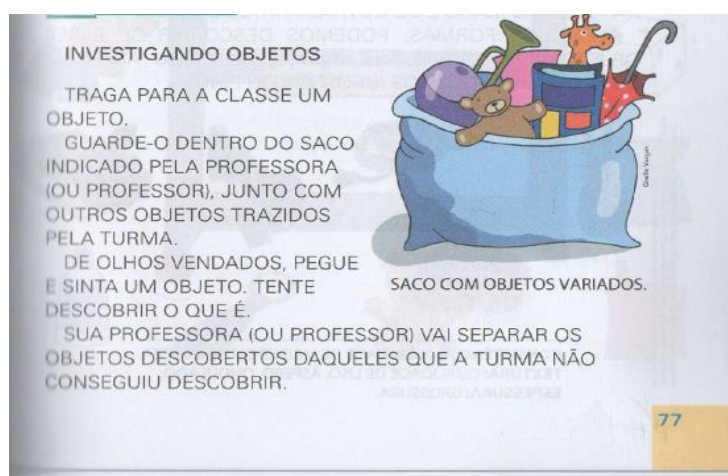 INVESTIGANDO OBJETOS
TRAGA PARA A CLASSE UM
OBJETO.
GUARDE-O DENTRO DO SACO
INDICADO PELA PROFESSORA
(OU PROFESSOR), JUNTO COM
OUTROS OBJETOS TRAZIDOS
PELA TURMA.
DE OLHOS VENDADOS, PEGUE
E SINTA UM OBJETO. TENTE
DESCOBRIR O QUE É.
SACO COM OBJETOS VARIADOS.
SUA PROFESSORA (OU PROFESSOR) VAI SEPARAR OS
OBJETOS DESCOBERTOS DAQUELES QUE A TURMA NÃO
CONSEGUIU DESCOBRIR.
77